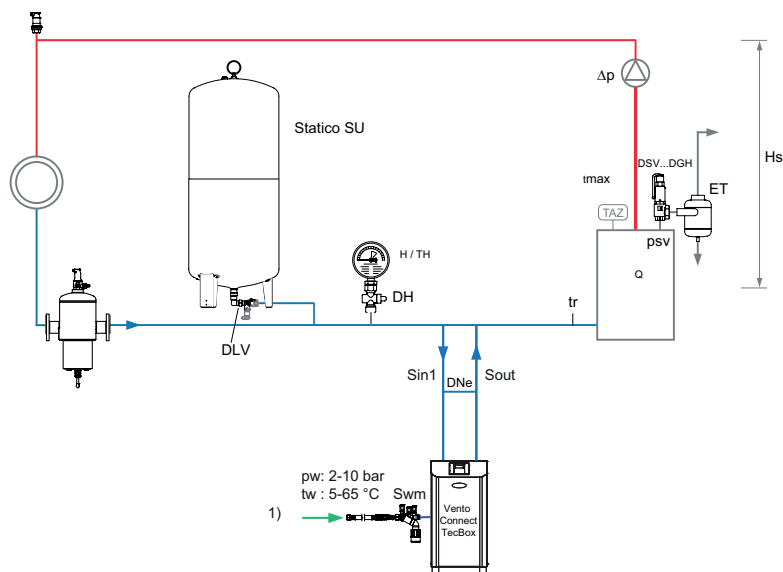 Δp
Statico SU
Hs
DSV...DGH
tmax
ET
TAZ
psv
H / TH
Q
DH
tr
DLV
Sin1
Sout
DNe
pw: 2-10 bar
tw : 5-65 °C
Swm
1)
Vento
Connect
TecBox